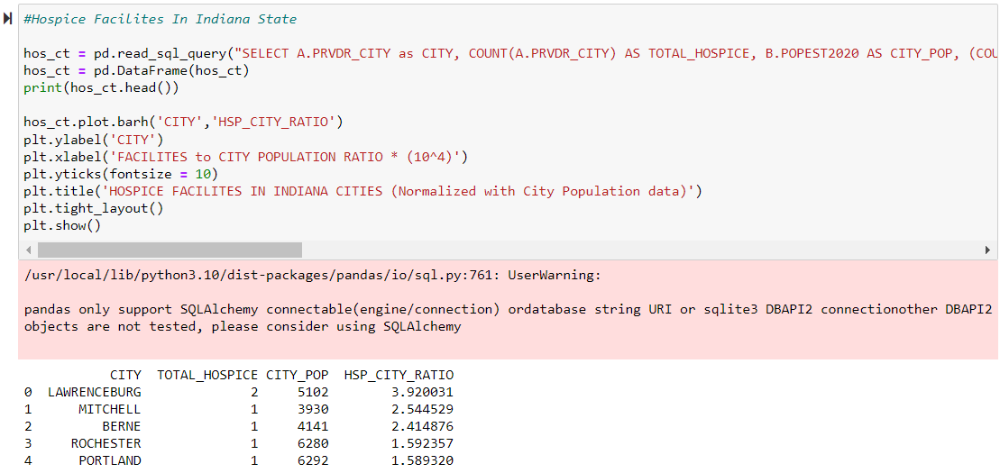 #Hospice Facilites In Indiana State
hos_ct = pd.read_sql_query("SELECT A.PRVDR_CITY as CITY, COUNT(A.PRVDR_CITY) AS TOTAL_HOSPICE, B.POPEST2020 AS CITY_POP, (COU
hos_ct = pd.DataFrame(hos_ct)
print(hos_ct.head())
hos_ct.plot.barh('CITY','HSP_CITY_RATIO')
plt.ylabel('CITY')
plt.xlabel('FACILITES to CITY POPULATION RATIO * (10^4)')
plt.yticks(fontsize = 10)
plt.title('HOSPICE FACILITES IN INDIANA CITIES (Normalized with City Population data)')
plt.tight_layout()
plt.show()
/usr/local/lib/python3.10/dist-packages/pandas/io/sql.py:761: UserWarning:
pandas only support SQLAlchemy connectable(engine/connection) ordatabase string URI or sqlite3 DBAPI2 connectionother DBAPI2
objects are not tested, please consider using SQLAlchemy
CITY TOTAL_HOSPICE CITY_POP HSP_CITY_RATIO
0 LAWRENCEBURG 2 5102 3.920031
1 MITCHELL 1 3930 2.544529
2 BERNE 1 4141 2.414876
3 ROCHESTER 1 6280 1.592357
4 PORTLAND 1 6292 1.589320